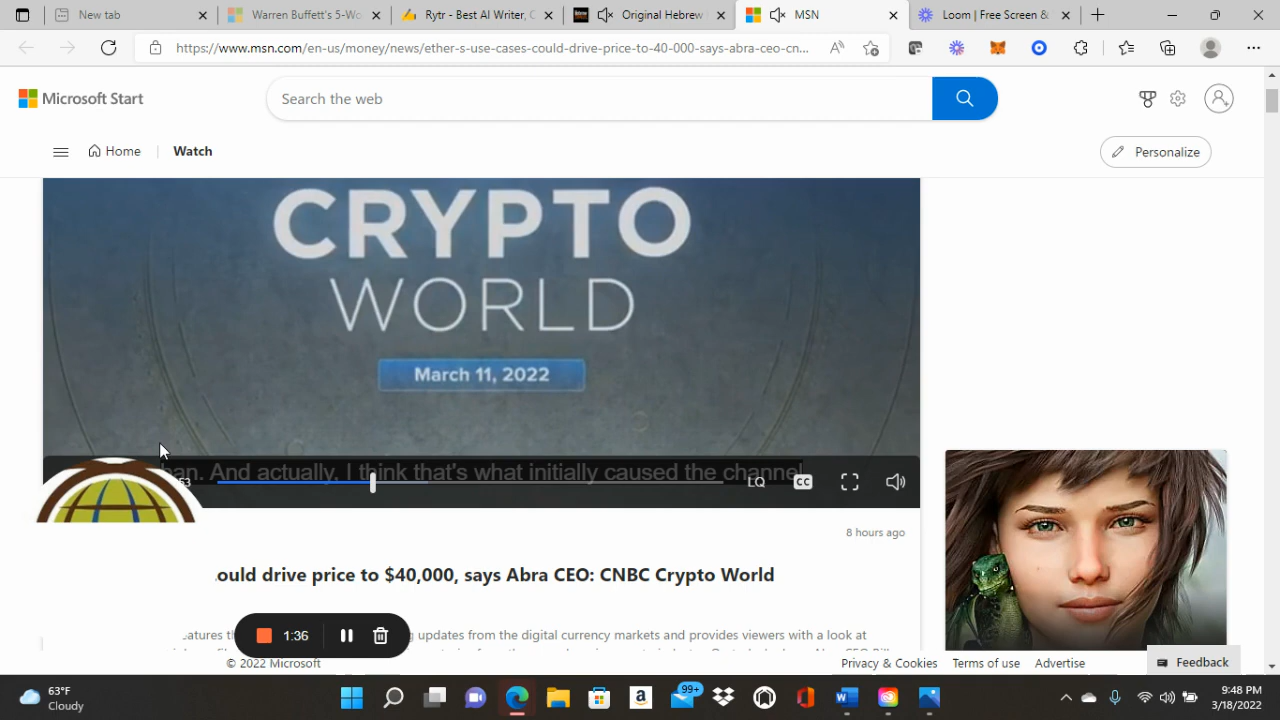 New tab
Warren Buffett's 5-Wo
Rytr - Best AI Writer, C
Original Hebrew
MSN
Loom | Free Screen &
https://www.msn.com/en-us/money/news/ether-s-use-cases-could-drive-price-to-40-000-says-abra-ceo-cn...
Microsoft Start
Search the web
Home
Watch
Personalize
CRYPTO
WORLD
March 11, 2022
And actually, I think that's what initially caused the channel
53
LQ
CC
8 hours ago
ould drive price to $40,000, says Abra CEO: CNBC Crypto World
1:36
updates from the digital currency markets and provides viewers with a look at
© 2022 Microsoft
Privacy & Cookies
Terms of use
Advertise
Feedback
63°F
Cloudy
99+
9:48 PM
3/18/2022